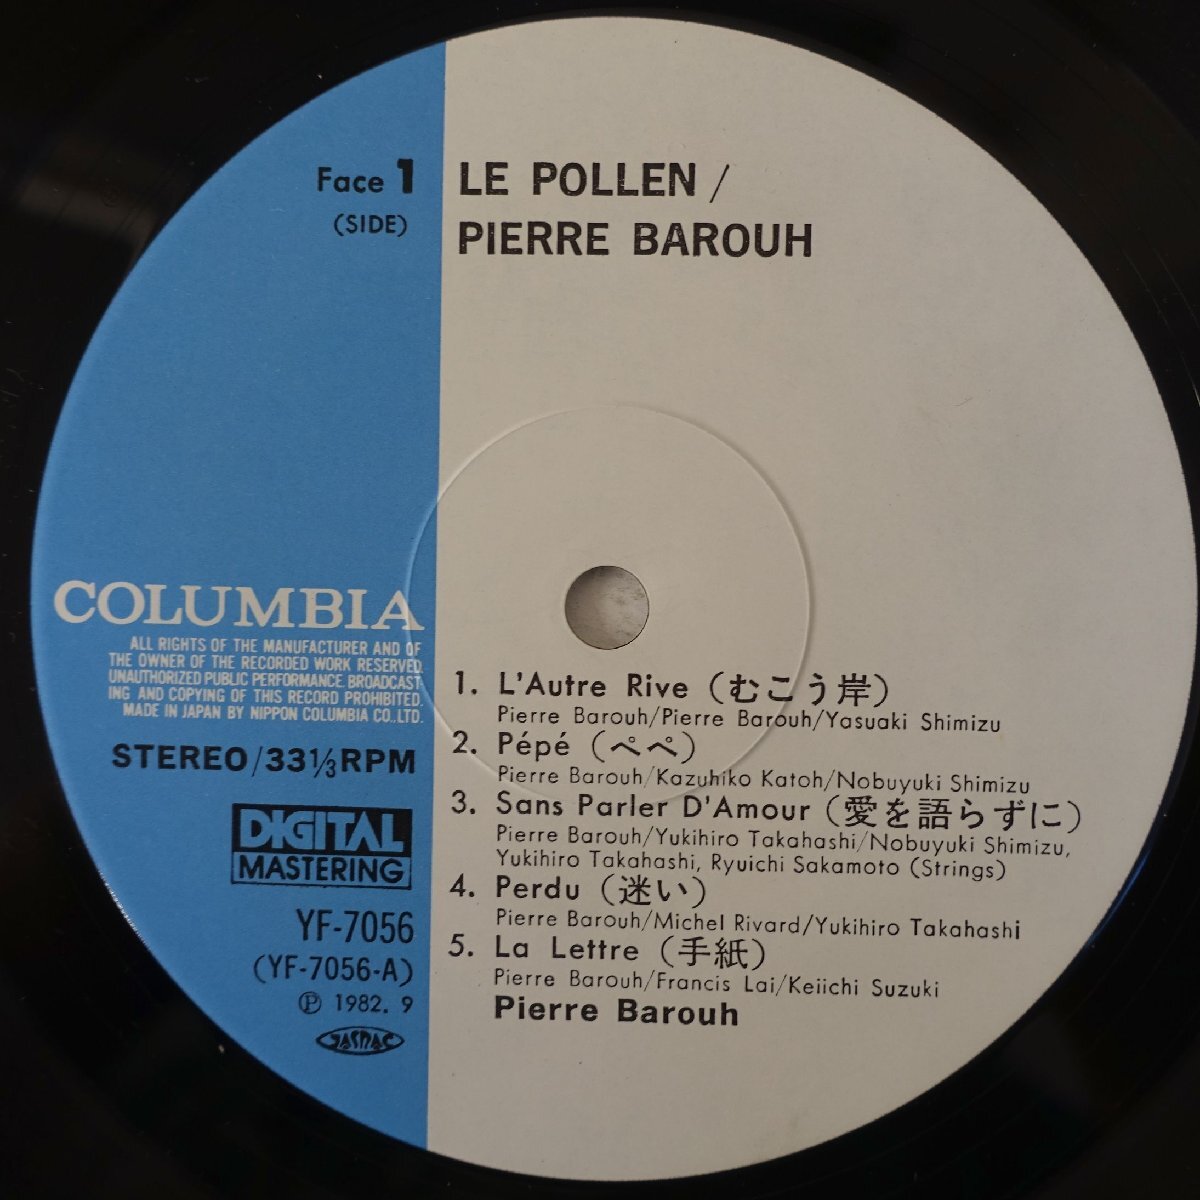 Face 1
(SIDE)
LE POLLEN /
PIERRE BAROUH
COLUMBIA
ALL RIGHTS OF THE MANUFACTURER AND OF
THE OWNER OF THE RECORDED WORK RESERVED.
UNAUTHORIZED PUBLIC PERFORMANCE. BROADCAST
ING AND COPYING OF THIS RECORD PROHIBITED.
MADE IN JAPAN BY NIPPON COLUMBIA CO., LTD.
STEREO/33 1/3 RPM
DIGITAL
MASTERING
YF-7056
(YF-7056-A)
Ⓟ 1982. 9
JASRAC
1. L'Autre Rive (むこう岸)
Pierre Barouh/Pierre Barouh/Yasuaki Shimizu
2. Pépé (ぺぺ)
Pierre Barouh/Kazuhiko Katoh/Nobuyuki Shimizu
3. Sans Parler D'Amour (愛を語らずに)
Pierre Barouh/Yukihiro Takahashi/Nobuyuki Shimizu,
Yukihiro Takahashi, Ryuichi Sakamoto (Strings)
4. Perdu (迷い)
Pierre Barouh/Michel Rivard/Yukihiro Takahashi
5. La Lettre (手紙)
Pierre Barouh/Francis Lai/Keiichi Suzuki
Pierre Barouh